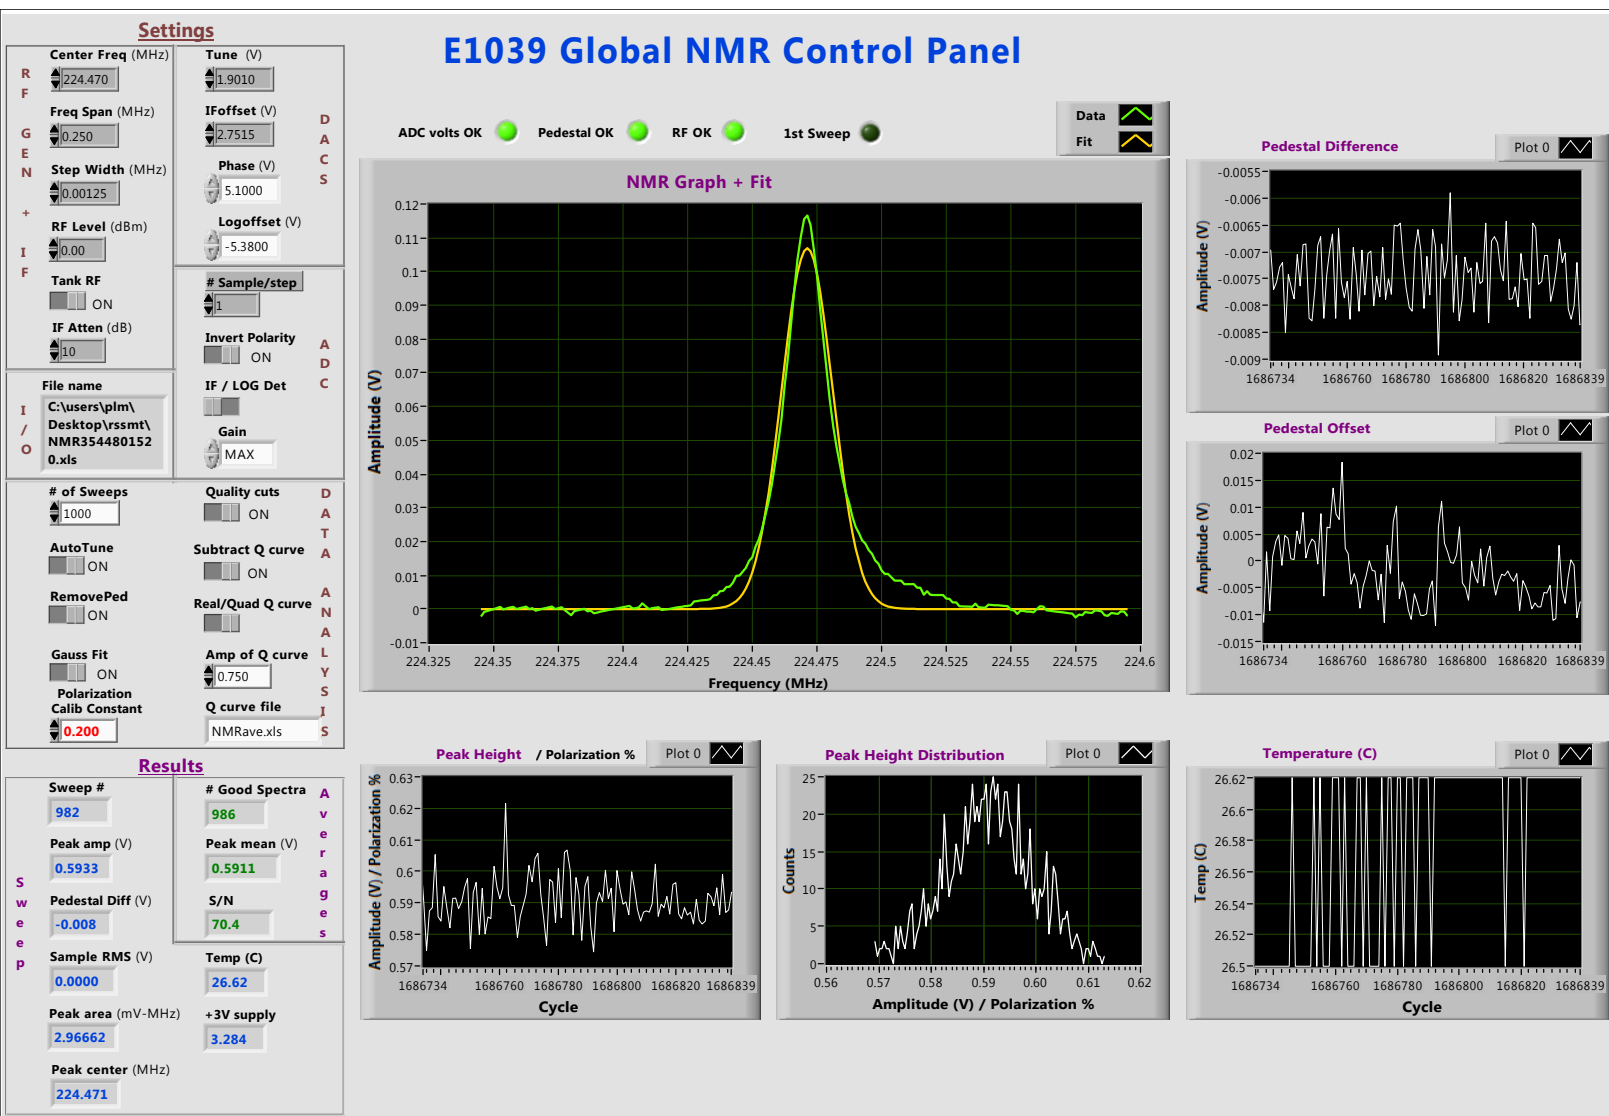 Settings
E1039 Global NMR Control Panel
RF GEN + IF
Center Freq (MHz)
224.470
Freq Span (MHz)
0.250
Step Width (MHz)
0.00125
RF Level (dBm)
0.00
Tank RF
ON
IF Atten (dB)
10
DACS
Tune (V)
1.9010
IFoffset (V)
2.7515
Phase (V)
5.1000
Logoffset (V)
-5.3800
ADC
# Sample/step
1
Invert Polarity
ON
IF / LOG Det
Gain
MAX
I/O
File name
C:\users\plm\
Desktop\rssmt\
NMR354480152
0.xls
DATA ANALYSIS
# of Sweeps
1000
AutoTune
ON
RemovePed
ON
Gauss Fit
ON
Polarization
Calib Constant
0.200
Quality cuts
ON
Subtract Q curve
ON
Real/Quad Q curve
Amp of Q curve
0.750
Q curve file
NMRave.xls
Results
Sweep
Sweep #
982
Peak amp (V)
0.5933
Pedestal Diff (V)
-0.008
Sample RMS (V)
0.0000
Peak area (mV-MHz)
2.96662
Peak center (MHz)
224.471
Averages
# Good Spectra
986
Peak mean (V)
0.5911
S/N
70.4
Temp (C)
26.62
+3V supply
3.284
ADC volts OK
Pedestal OK
RF OK
1st Sweep
Data
Fit
NMR Graph + Fit
Amplitude (V)
0.12
0.11
0.1
0.09
0.08
0.07
0.06
0.05
0.04
0.03
0.02
0.01
0
-0.01
224.325 224.35 224.375 224.4 224.425 224.45 224.475 224.5 224.525 224.55 224.575 224.6
Frequency (MHz)
Pedestal Difference
Plot 0
Amplitude (V)
-0.0055
-0.006
-0.0065
-0.007
-0.0075
-0.008
-0.0085
-0.009
1686734 1686760 1686780 1686800 1686820 1686839
Pedestal Offset
Plot 0
Amplitude (V)
0.02
0.015
0.01
0.005
0
-0.005
-0.01
-0.015
1686734 1686760 1686780 1686800 1686820 1686839
Peak Height / Polarization %
Plot 0
Amplitude (V) / Polarization %
0.63
0.62
0.61
0.6
0.59
0.58
0.57
1686734 1686760 1686780 1686800 1686820 1686839
Cycle
Peak Height Distribution
Plot 0
Counts
25
20
15
10
5
0
0.56 0.57 0.58 0.59 0.60 0.61 0.62
Amplitude (V) / Polarization %
Temperature (C)
Plot 0
Temp (C)
26.62
26.6
26.58
26.56
26.54
26.52
26.5
1686734 1686760 1686780 1686800 1686820 1686839
Cycle